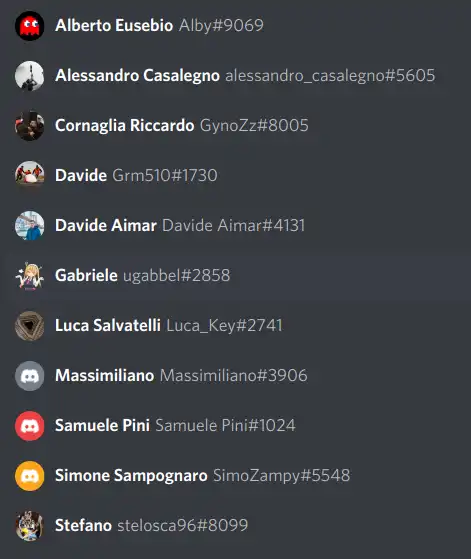 Alberto Eusebio Alby#9069
Alessandro Casalegno alessandro_casalegno#5605
Cornaglia Riccardo GynoZz#8005
Davide Grm510#1730
Davide Aimar Davide Aimar#4131
Gabriele ugabbel#2858
Luca Salvatelli Luca_Key#2741
Massimiliano Massimiliano#3906
Samuele Pini Samuele Pini#1024
Simone Sampognaro SimoZampy#5548
Stefano stelosca96#8099